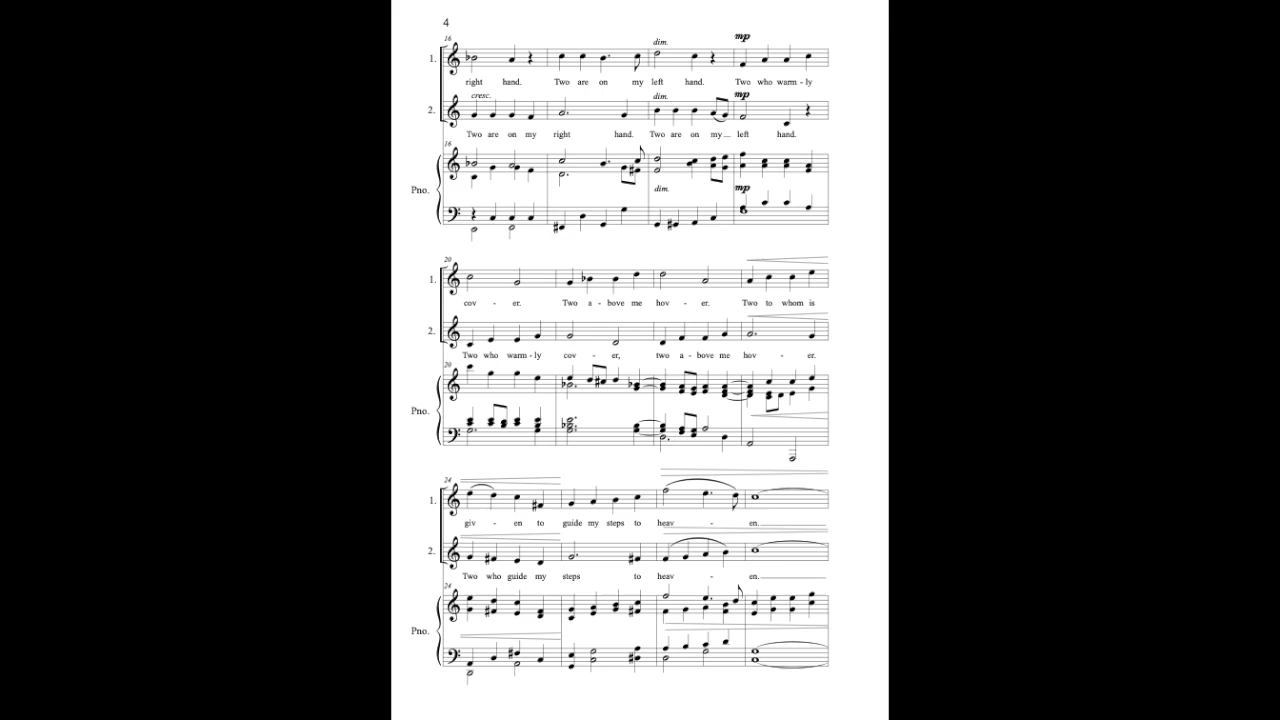 4
16 mp
dim.
1.
right hand. Two are on my left hand. Two who warm - ly
cresc. dim. mp
2.
Two are on my right hand. Two are on my left hand.
16
Pno. dim. mp
20
1.
cov - er. Two a - bove me hov - er. Two to whom is
2.
Two who warm - ly cov - er, two a - bove me hov - er.
20
Pno.
24
1.
giv - en to guide my steps to heav - en.
2.
Two who guide my steps to heav - en.
24
Pno.